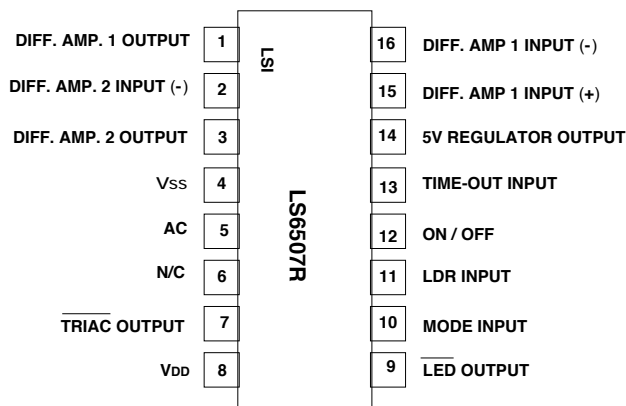 DIFF. AMP. 1 OUTPUT 1
DIFF. AMP. 2 INPUT (-) 2
DIFF. AMP. 2 OUTPUT 3
Vss 4
AC 5
N/C 6
TRIAC OUTPUT 7
VDD 8
LSI
LS6507R
16 DIFF. AMP 1 INPUT (-)
15 DIFF. AMP 1 INPUT (+)
14 5V REGULATOR OUTPUT
13 TIME-OUT INPUT
12 ON / OFF
11 LDR INPUT
10 MODE INPUT
9 LED OUTPUT